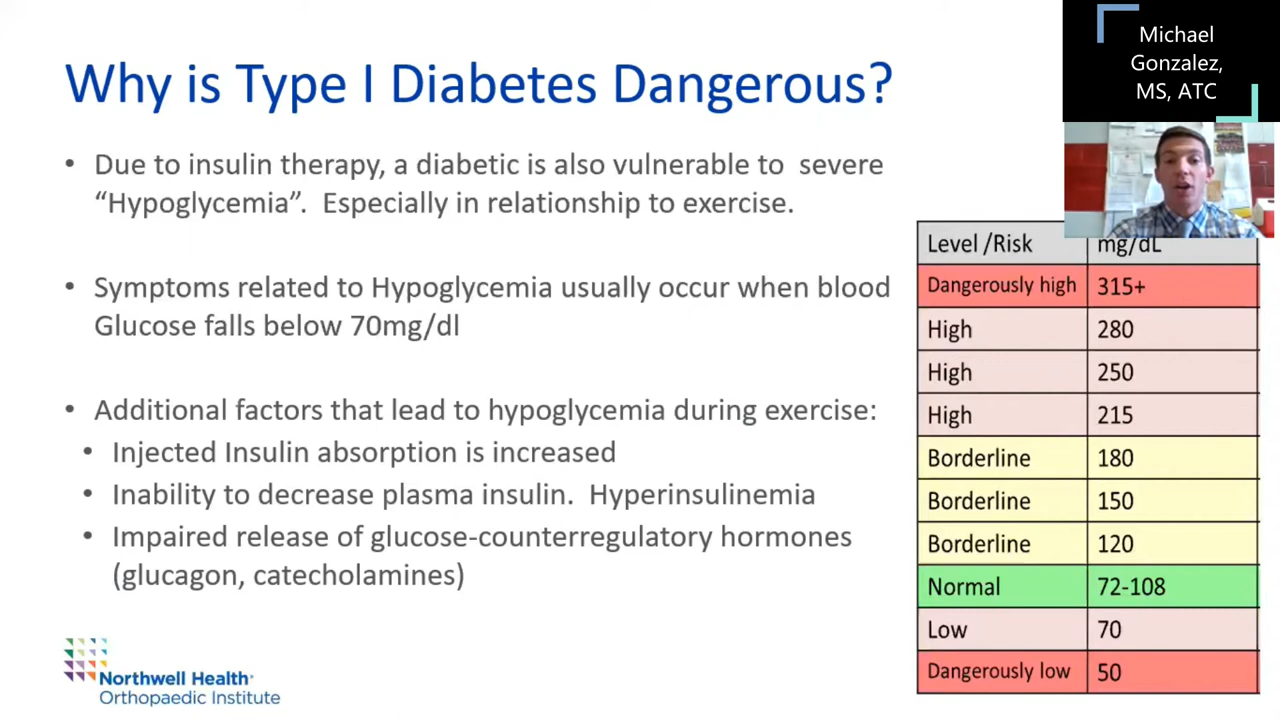 Why is Type I Diabetes Dangerous?
• Due to insulin therapy, a diabetic is also vulnerable to severe
“Hypoglycemia”. Especially in relationship to exercise.
• Symptoms related to Hypoglycemia usually occur when blood
Glucose falls below 70mg/dl
• Additional factors that lead to hypoglycemia during exercise:
• Injected Insulin absorption is increased
• Inability to decrease plasma insulin. Hyperinsulinemia
• Impaired release of glucose-counterregulatory hormones
(glucagon, catecholamines)
Northwell Health®
Orthopaedic Institute
Michael
Gonzalez,
MS, ATC
Level /Risk mg/dL
Dangerously high 315+
High 280
High 250
High 215
Borderline 180
Borderline 150
Borderline 120
Normal 72-108
Low 70
Dangerously low 50